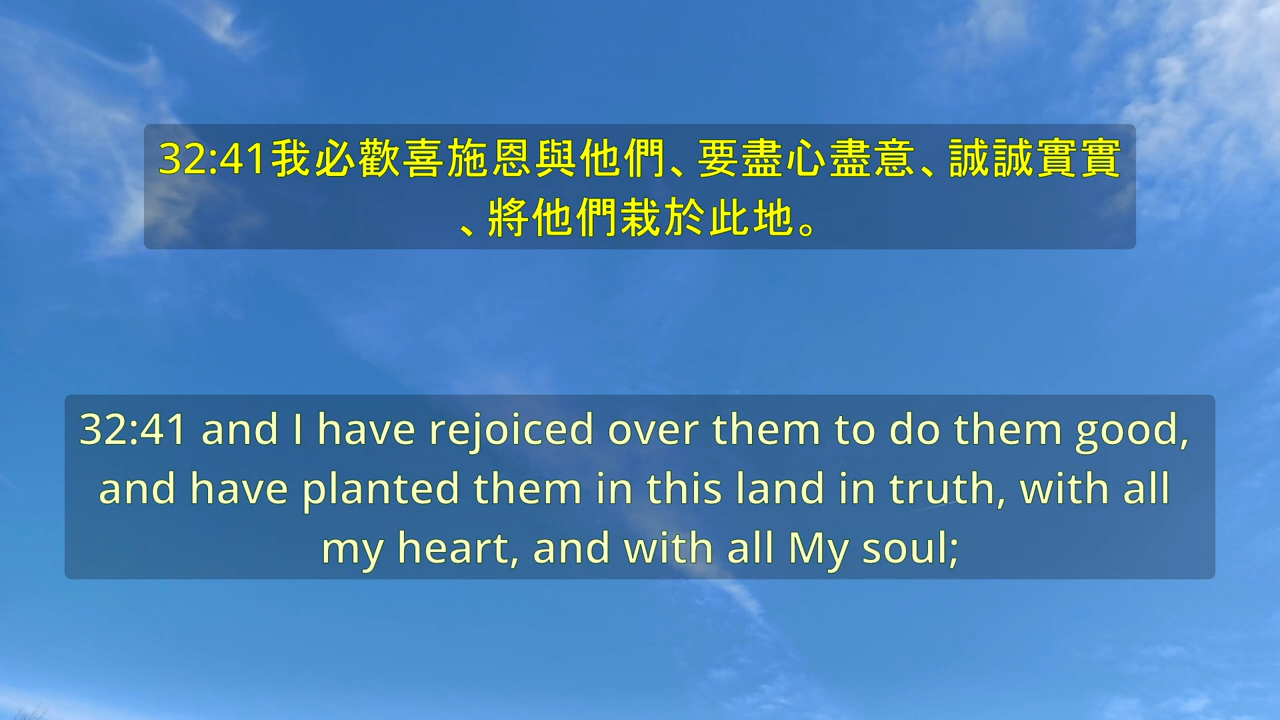 32:41我必歡喜施恩與他們、要盡心盡意、誠誠實實
、將他們栽於此地。
32:41 and I have rejoiced over them to do them good,
and have planted them in this land in truth, with all
my heart, and with all My soul;